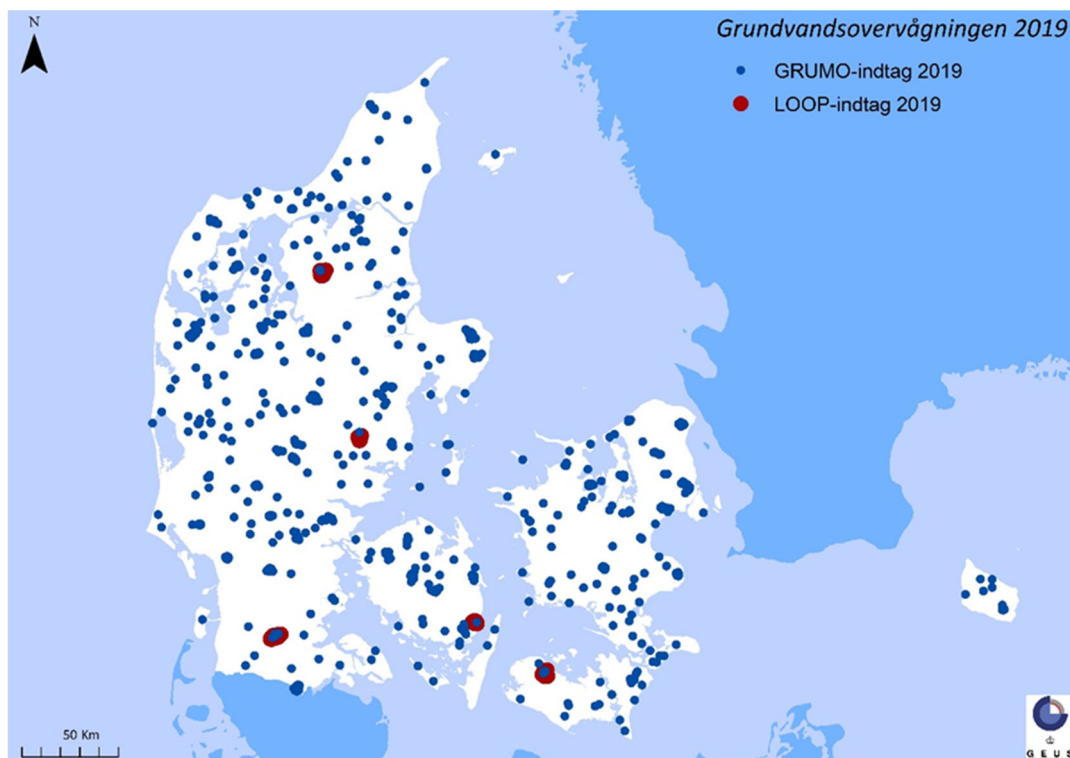 N
Grundvandsovervågningen 2019
GRUMO-indtag 2019
LOOP-indtag 2019
50 Km
GEUS